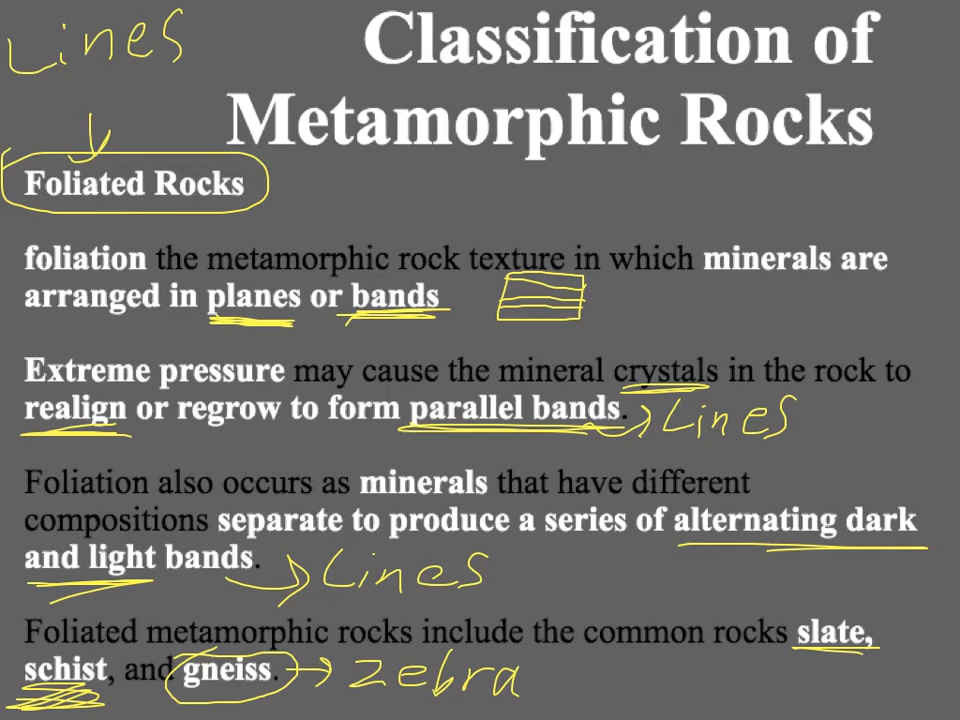 Lines
Classification of
Metamorphic Rocks
Foliated Rocks
foliation the metamorphic rock texture in which minerals are
arranged in planes or bands
Extreme pressure may cause the mineral crystals in the rock to
realign or regrow to form parallel bands.
Lines
Foliation also occurs as minerals that have different
compositions separate to produce a series of alternating dark
and light bands.
Lines
Foliated metamorphic rocks include the common rocks slate,
schist, and gneiss.
zebra